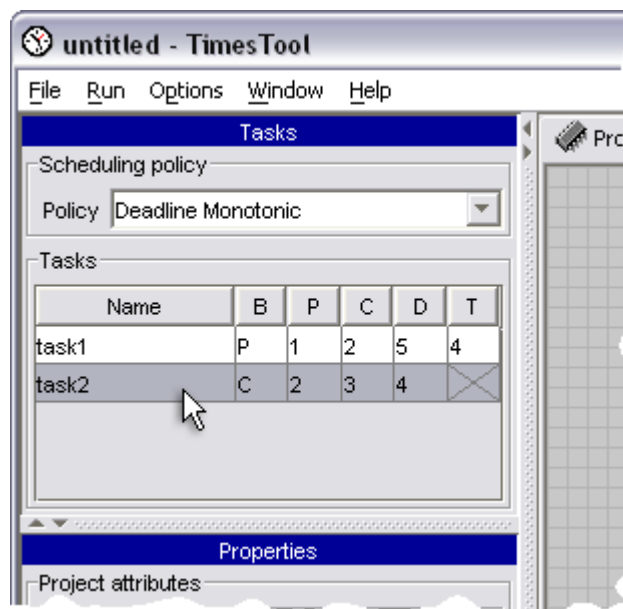 untitled - TimesTool
File Run Options Window Help
Tasks
Scheduling policy
Policy Deadline Monotonic
Tasks
Name B P C D T
task1 P 1 2 5 4
task2 C 2 3 4
Properties
Project attributes
Pro